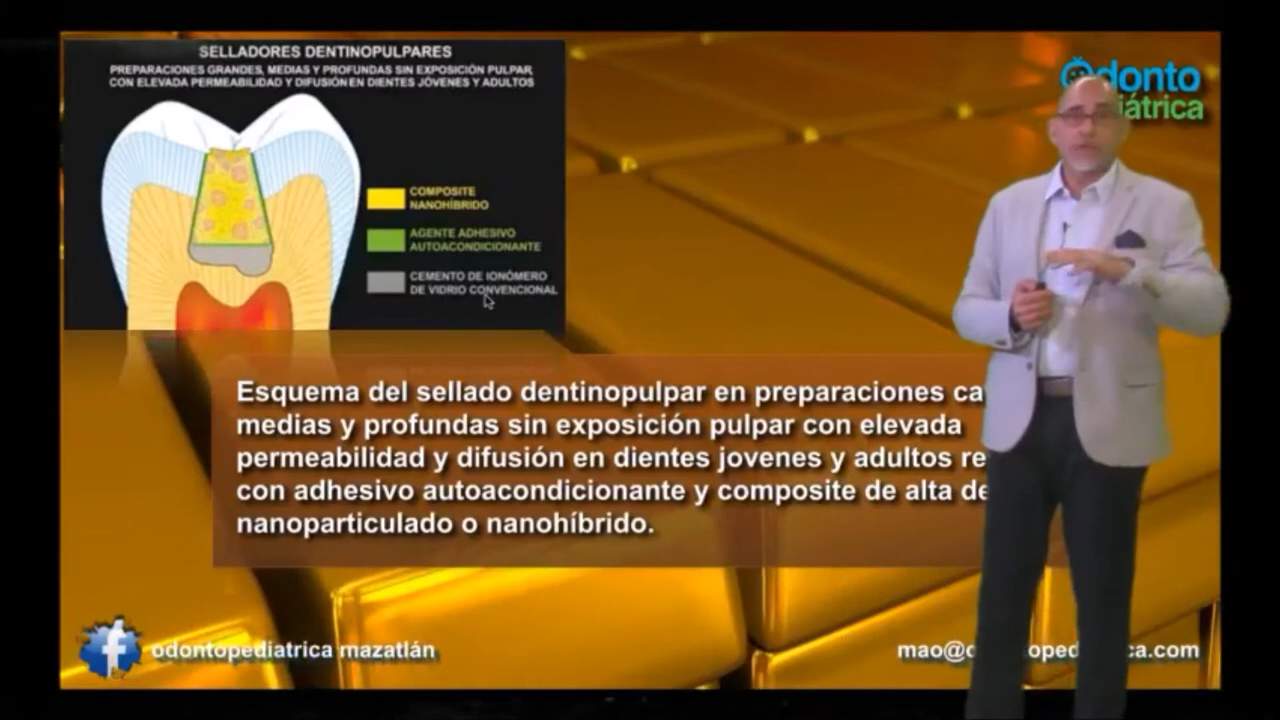 SELLADORES DENTINOPULPARES
PREPARACIONES GRANDES, MEDIAS Y PROFUNDAS SIN EXPOSICIÓN PULPAR,
CON ELEVADA PERMEABILIDAD Y DIFUSIÓN EN DIENTES JÓVENES Y ADULTOS
COMPOSITE
NANOHÍBRIDO
AGENTE ADHESIVO
AUTOACONDICIONANTE
CEMENTO DE IONÓMERO
DE VIDRIO CONVENCIONAL
Odonto
Esquema del sellado dentinopulpar en preparaciones
medias y profundas sin exposición pulpar con elevada
permeabilidad y difusión en dientes jovenes y adultos
con adhesivo autoacondicionante y composite de alta
nanoparticulado o nanohíbrido.
odontopediatrica mazatlán